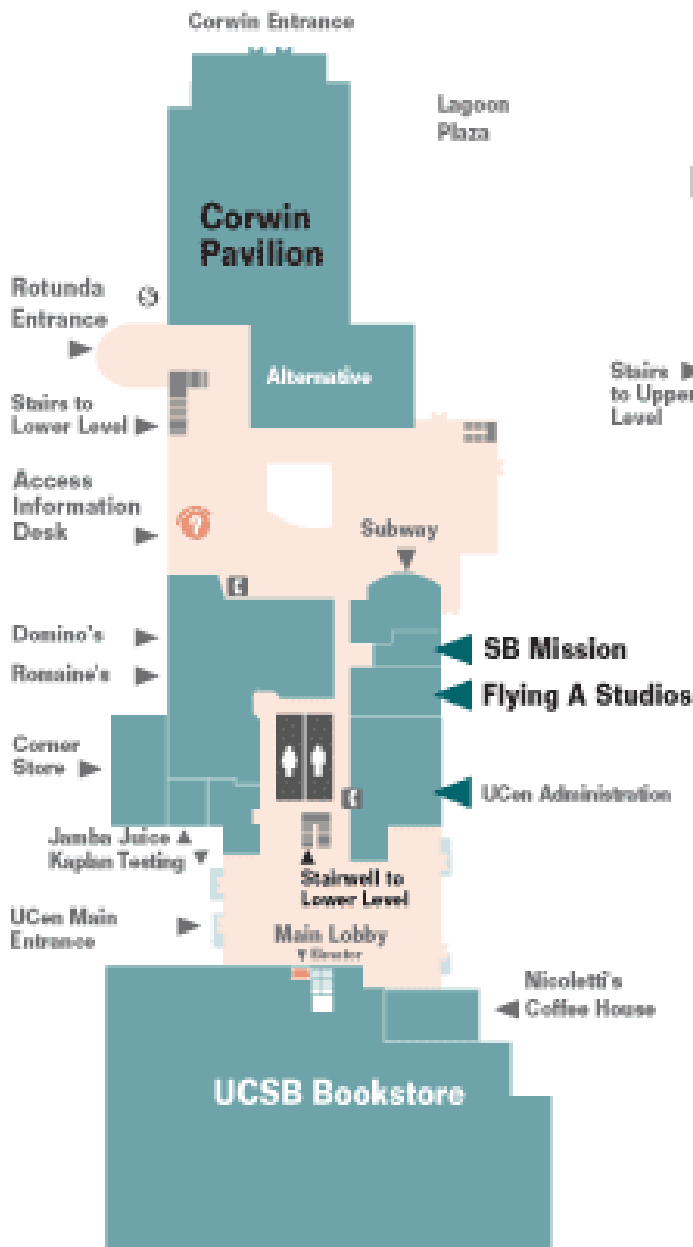 Corwin Entrance
Lagoon
Plaza
Corwin
Pavilion
Rotunda
Entrance
Alternative
Stairs
to Upper
Level
Stairs to
Lower Level
Access
Information
Desk
Subway
Domino's
SB Mission
Romaine's
Flying A Studios
Corner
Store
UCen Administration
Jamba Juice
Kaplan Testing
Stairwell to
Lower Level
UCen Main
Entrance
Main Lobby
Elevator
Nicoletti's
Coffee House
UCSB Bookstore